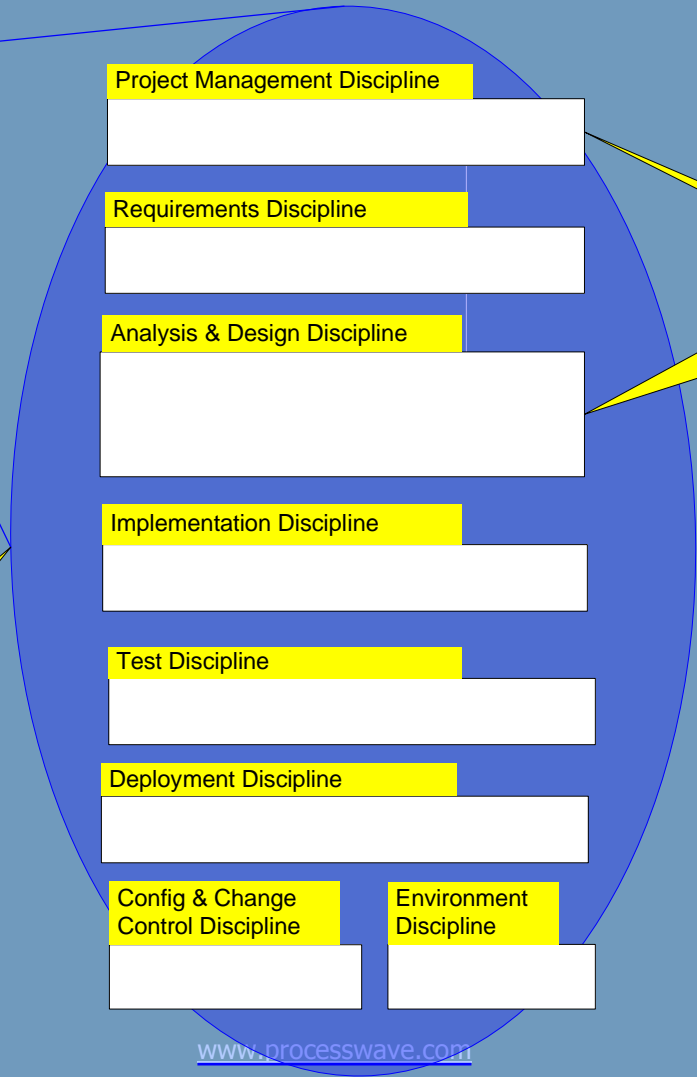 Project Management Discipline
Requirements Discipline
Analysis & Design Discipline
Implementation Discipline
Test Discipline
Deployment Discipline
Config & Change
Control Discipline
Environment
Discipline
www.processwave.com